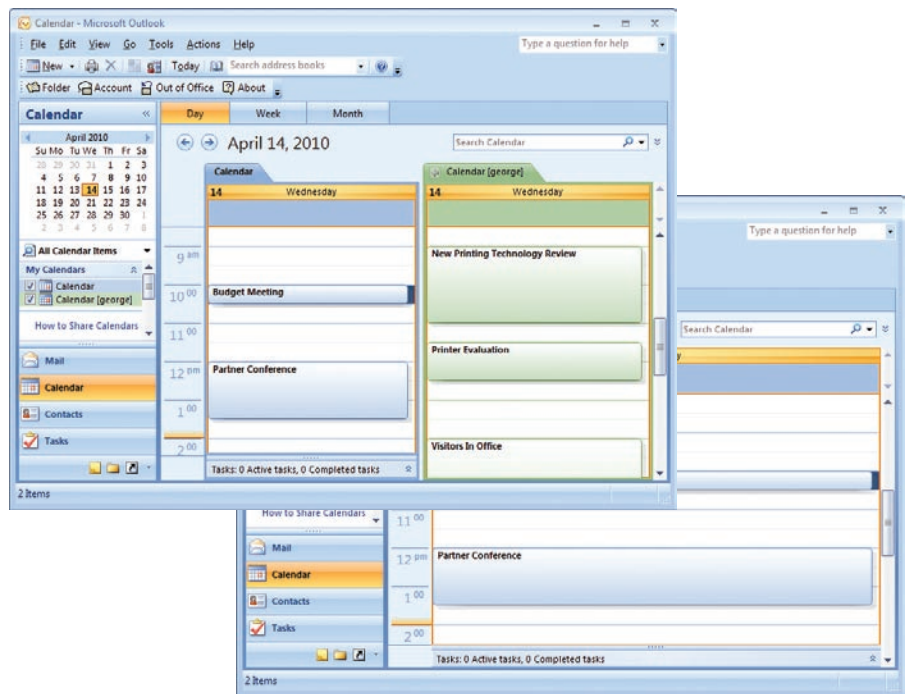 Calendar - Microsoft Outlook
File Edit View Go Tools Actions Help
Type a question for help
New Today Search address books
Folder Account Out of Office About
Calendar «
Day Week Month
April 2010
Su Mo Tu We Th Fr Sa
28 29 30 31 1 2 3
4 5 6 7 8 9 10
11 12 13 14 15 16 17
18 19 20 21 22 23 24
25 26 27 28 29 30 1
2 3 4 5 6 7 8
April 14, 2010
Search Calendar
Calendar
Calendar [george]
14 Wednesday
14 Wednesday
All Calendar Items
My Calendars
Calendar
Calendar [george]
How to Share Calendars
Mail
Calendar
Contacts
Tasks
9 am
10 00
11 00
12 pm
1 00
2 00
Budget Meeting
Partner Conference
New Printing Technology Review
Printer Evaluation
Visitors In Office
Tasks: 0 Active tasks, 0 Completed tasks
2 Items
Type a question for help
Search Calendar
How to Share Calendars
Mail
Calendar
Contacts
Tasks
11 00
12 pm
1 00
2 00
Partner Conference
Tasks: 0 Active tasks, 0 Completed tasks
2 Items